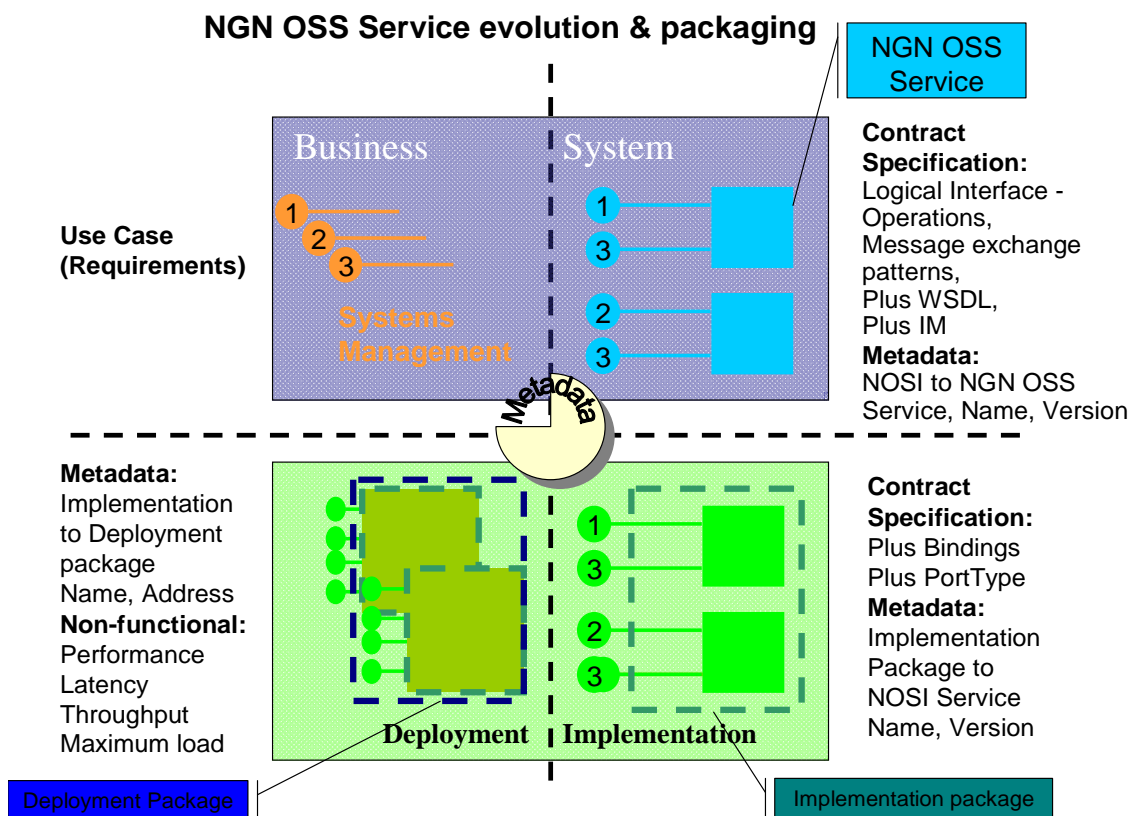 NGN OSS Service evolution & packaging
NGN OSS
Service
Business
System
1
2
3
Systems
Management
1
3
2
3
Use Case
(Requirements)
Contract
Specification:
Logical Interface -
Operations,
Message exchange
patterns,
Plus WSDL,
Plus IM
Metadata:
NOSI to NGN OSS
Service, Name, Version
Metadata
Metadata:
Implementation
to Deployment
package
Name, Address
Non-functional:
Performance
Latency
Throughput
Maximum load
1
3
2
3
Deployment
Implementation
Contract
Specification:
Plus Bindings
Plus PortType
Metadata:
Implementation
Package to
NOSI Service
Name, Version
Deployment Package
Implementation package